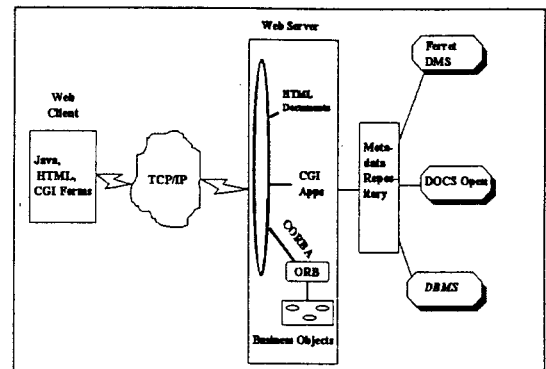 Web Server
Ferret
DMS
HTML
Documents
Web
Client
Java,
HTML,
CGI Forms
TCP/IP
CGI
Apps
Meta-
data
Repos
itory
DOCS Open
CORBA
ORB
DBMS
Business Objects